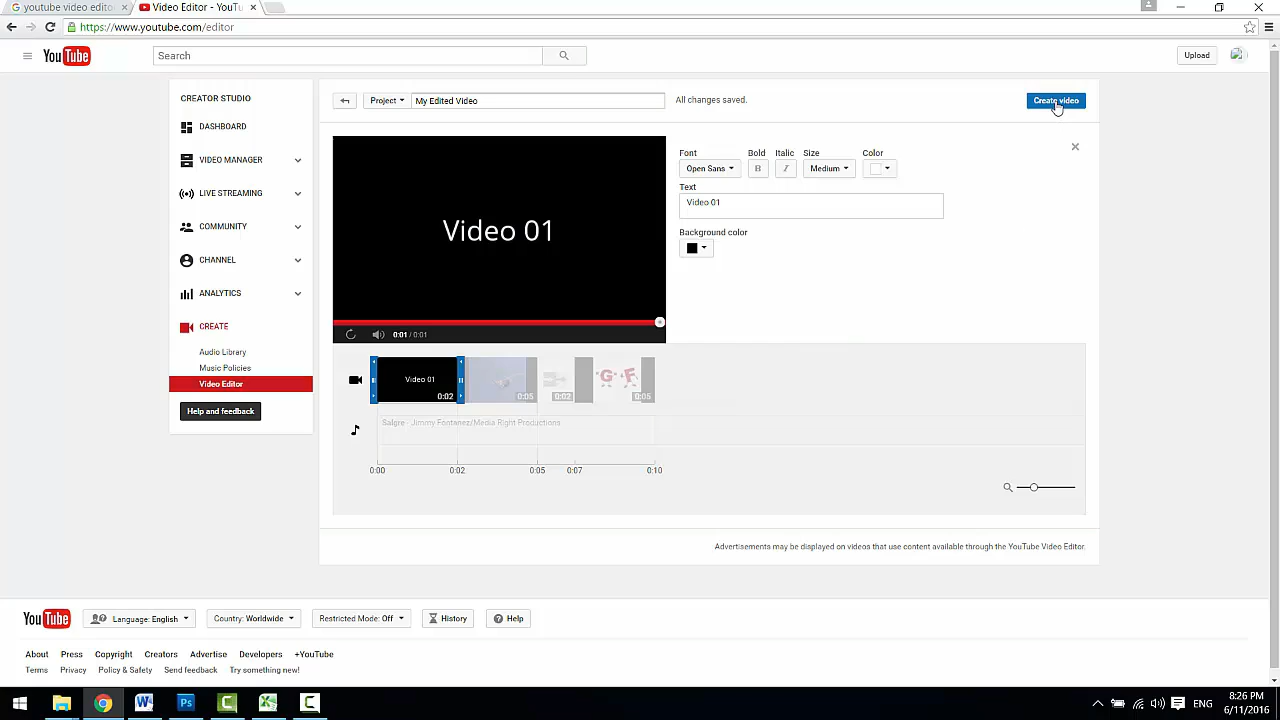 youtube video editor
Video Editor - YouTu
https://www.youtube.com/editor
YouTube
Search
Upload
CREATOR STUDIO
DASHBOARD
VIDEO MANAGER
LIVE STREAMING
COMMUNITY
CHANNEL
ANALYTICS
CREATE
Audio Library
Music Policies
Video Editor
Help and feedback
Project
My Edited Video
All changes saved.
Create video
Video 01
0:01 / 0:01
Font
Bold
Italic
Size
Color
Open Sans
B
I
Medium
Text
Video 01
Background color
Video 01
0:02
0:05
0:02
G F
0:05
Salgre - Jimmy Fontanez/Media Right Productions
0:00
0:02
0:05
0:07
0:10
Advertisements may be displayed on videos that use content available through the YouTube Video Editor.
YouTube
Language: English
Country: Worldwide
Restricted Mode: Off
History
Help
About
Press
Copyright
Creators
Advertise
Developers
+YouTube
Terms
Privacy
Policy & Safety
Send feedback
Try something new!
ENG
8:26 PM
6/11/2016